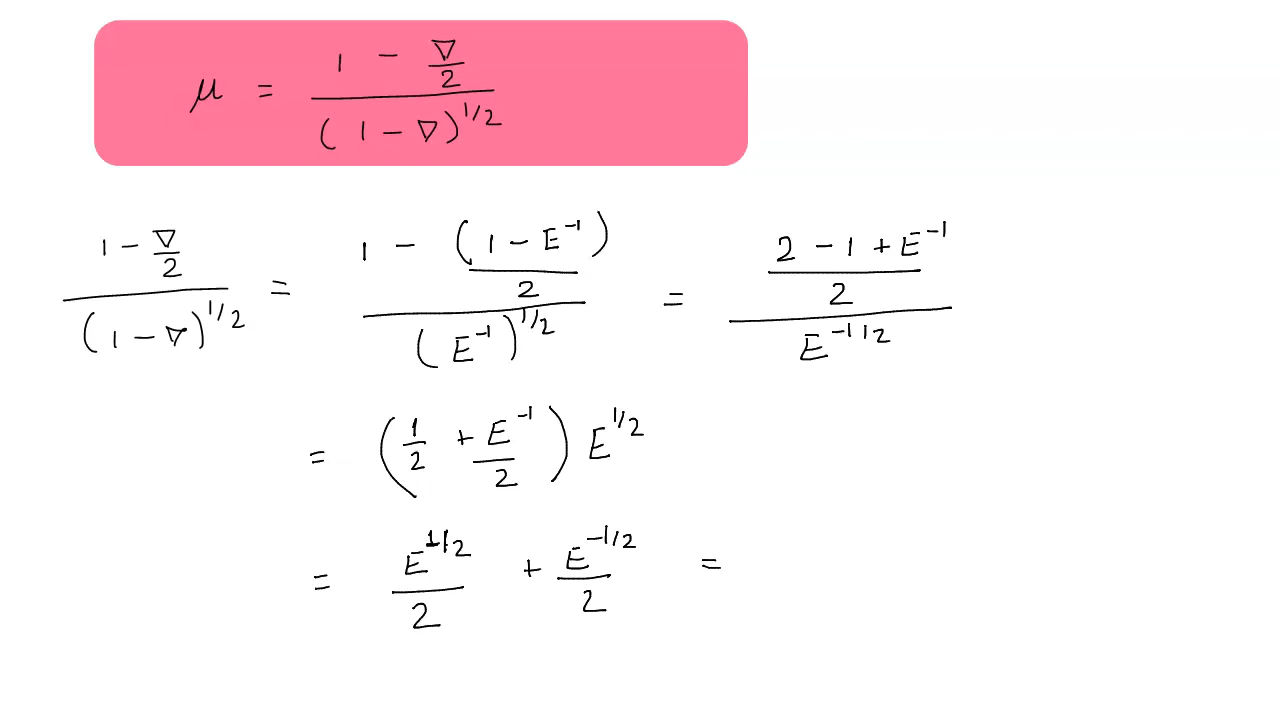 μ = (1 - ∇/2) / (1 - ∇)^1/2
(1 - ∇/2) / (1 - ∇)^1/2 = (1 - (1 - E^-1)/2) / (E^-1)^1/2 = ((2 - 1 + E^-1)/2) / E^-1/2
= (1/2 + E^-1/2) E^1/2
= E^1/2/2 + E^-1/2/2 =